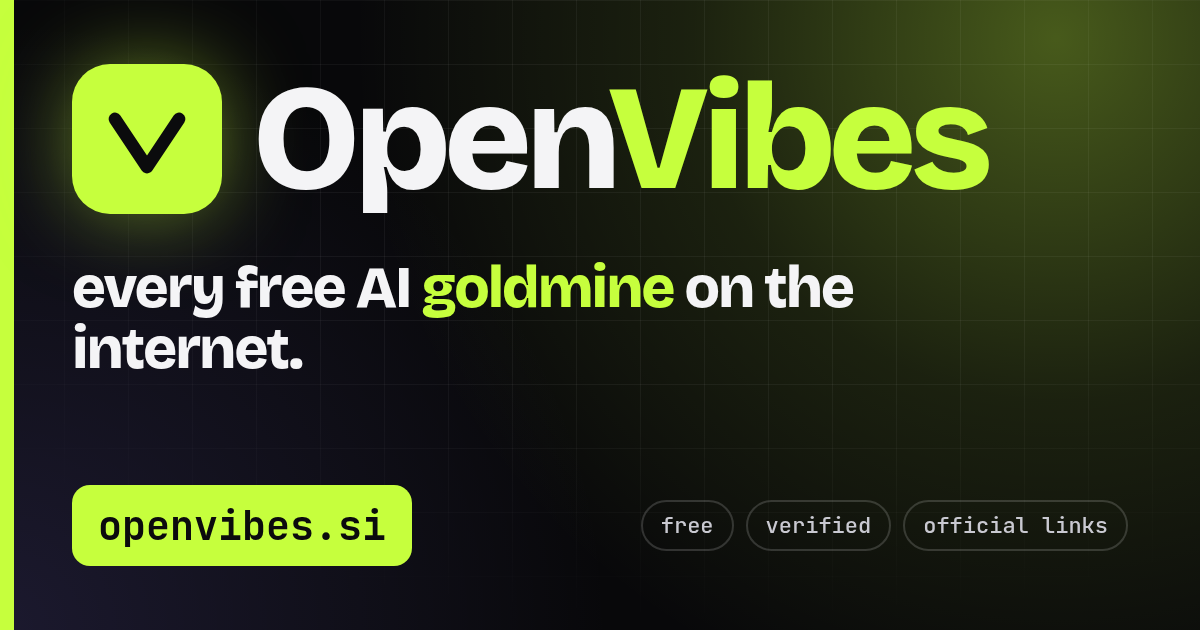 OpenVibes
every free AI goldmine on the
internet.
openvibes.si
free
verified
official links